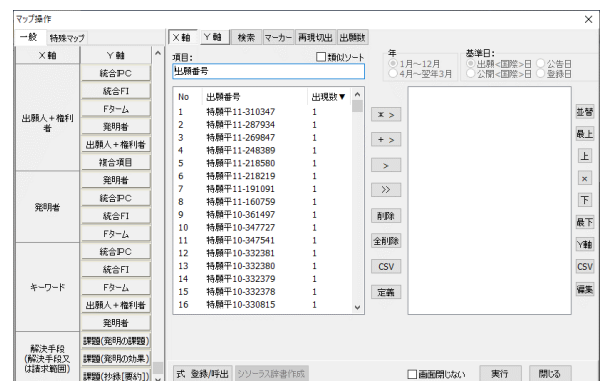 マップ操作
一般 特殊マップ
X軸 Y軸
統合IPC
統合FI
Fターム
発明者
出願人+権利者
複合項目
出願人+権利者
発明者
統合IPC
統合FI
Fターム
発明者
統合IPC
統合FI
Fターム
出願人+権利者
発明者
キーワード
課題(発明の課題)
課題(発明の効果)
課題(抄録[要約])
解決手段
(解決手段又
は請求範囲)
X軸 Y軸 検索 マーカー 再現切出 出願数
項目: 類似ソート
出願番号
年
1月～12月
4月～翌年3月
基準日:
出願<国際>日 公告日
公開<国際>日 登録日
No 出願番号 出現数▼
1 特願平11-310347 1
2 特願平11-287934 1
3 特願平11-269847 1
4 特願平11-248389 1
5 特願平11-218580 1
6 特願平11-218219 1
7 特願平11-191091 1
8 特願平11-160759 1
9 特願平10-361497 1
10 特願平10-347727 1
11 特願平10-347541 1
12 特願平10-332381 1
13 特願平10-332380 1
14 特願平10-332379 1
15 特願平10-332378 1
16 特願平10-330815 1
× >
+ >
>
>>
削除
全削除
CSV
定義
並替
最上
上
×
下
最下
Y軸
CSV
編集
式 登録/呼出 シソーラス辞書作成 画面閉じない 実行 閉じる